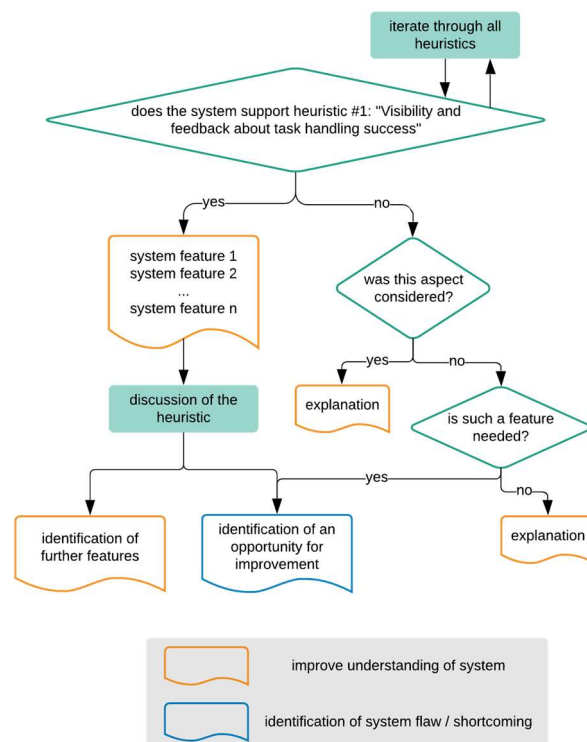 iterate through all
heuristics
does the system support heuristic #1: "Visibility and
feedback about task handling success"
yes
no
system feature 1
system feature 2
...
system feature n
was this aspect
considered?
yes
no
discussion of the
heuristic
explanation
is such a feature
needed?
yes
no
identification of
further features
identification of an
opportunity for
improvement
explanation
improve understanding of system
identification of system flaw / shortcoming